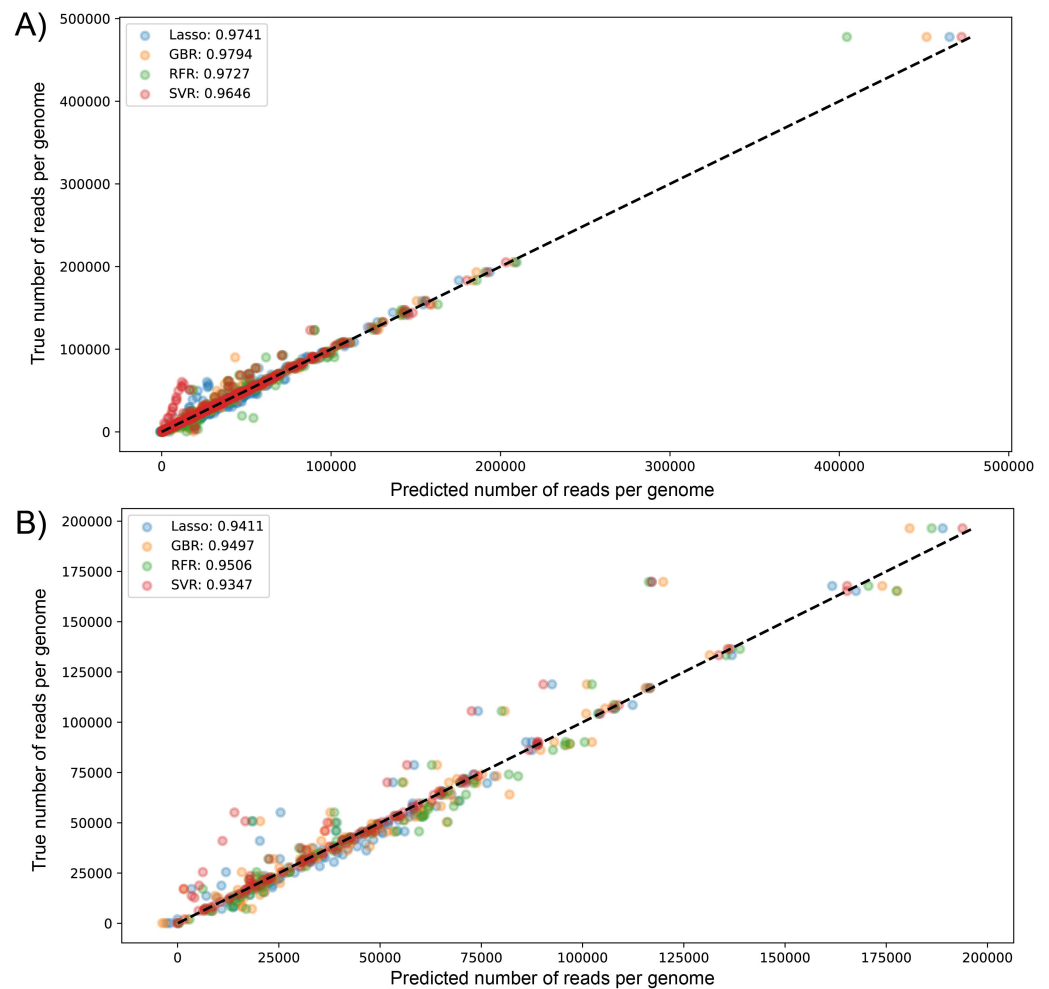 A)
Lasso: 0.9741
GBR: 0.9794
RFR: 0.9727
SVR: 0.9646
True number of reads per genome
500000
400000
300000
200000
100000
0
0 100000 200000 300000 400000 500000
Predicted number of reads per genome
B)
Lasso: 0.9411
GBR: 0.9497
RFR: 0.9506
SVR: 0.9347
True number of reads per genome
200000
175000
150000
125000
100000
75000
50000
25000
0
0 25000 50000 75000 100000 125000 150000 175000 200000
Predicted number of reads per genome